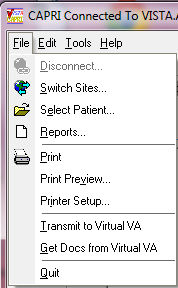 CAPRI Connected To VISTA.
File Edit Tools Help
Disconnect...
Switch Sites...
Select Patient...
Reports...
Print
Print Preview...
Printer Setup...
Transmit to Virtual VA
Get Docs from Virtual VA
Quit